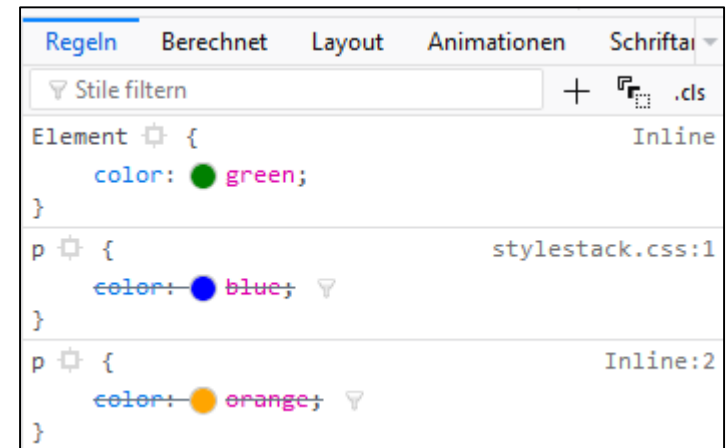 Regeln Berechnet Layout Animationen Schriftar
Stile filtern + .cls
Element { Inline
color: green;
}
p { stylestack.css:1
color: blue;
}
p { Inline:2
color: orange;
}